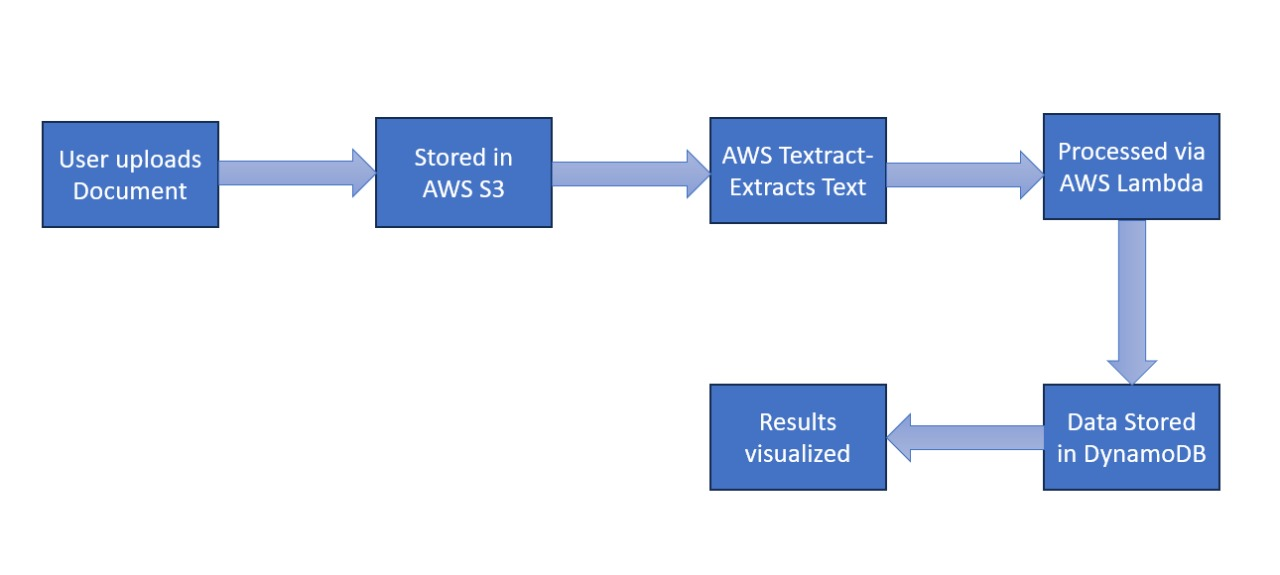 User uploads
Document
Stored in
AWS S3
AWS Textract-
Extracts Text
Processed via
AWS Lambda
Data Stored
in DynamoDB
Results
visualized